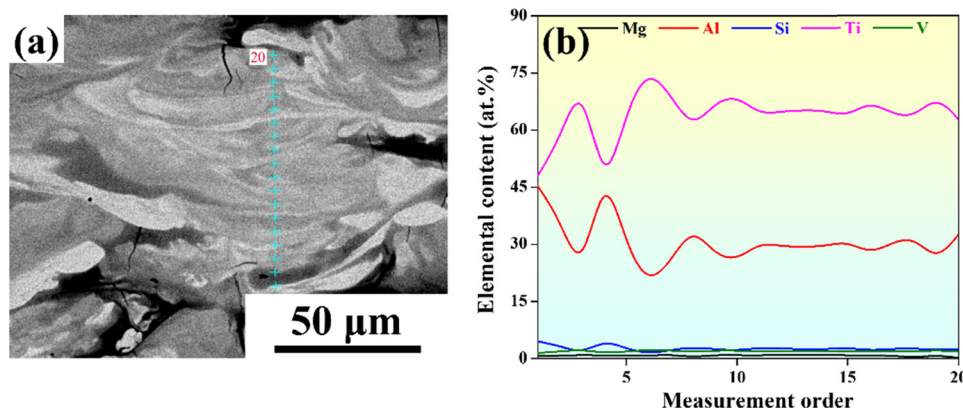 (a)
20
50 μm
(b)
Mg Al Si Ti V
Elemental content (at.%)
90
75
60
45
30
15
0
5 10 15 20
Measurement order